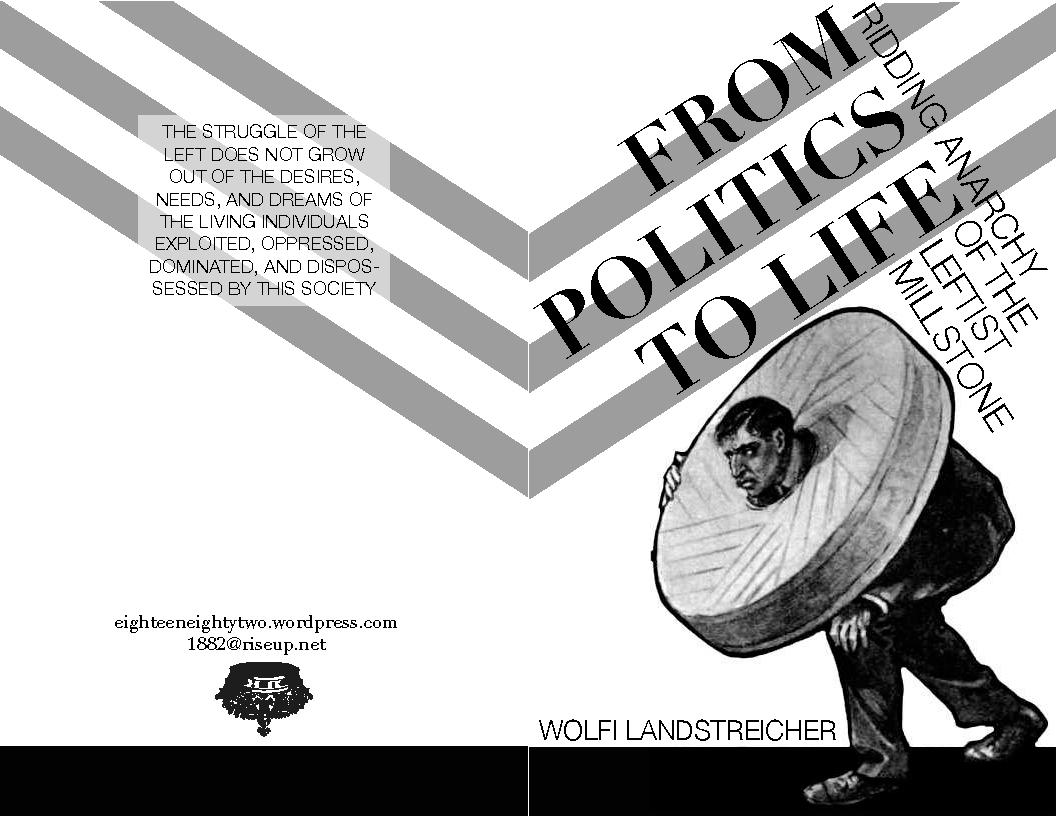 THE STRUGGLE OF THE
LEFT DOES NOT GROW
OUT OF THE DESIRES,
NEEDS, AND DREAMS OF
THE LIVING INDIVIDUALS
EXPLOITED, OPPRESSED,
DOMINATED, AND DISPOS-
SESSED BY THIS SOCIETY
eighteeneightytwo.wordpress.com
1882@riseup.net
FROM
POLITICS
TO LIFE
RIDDING ANARCHY
OF THE
LEFTIST
MILLSTONE
WOLFI LANDSTREICHER